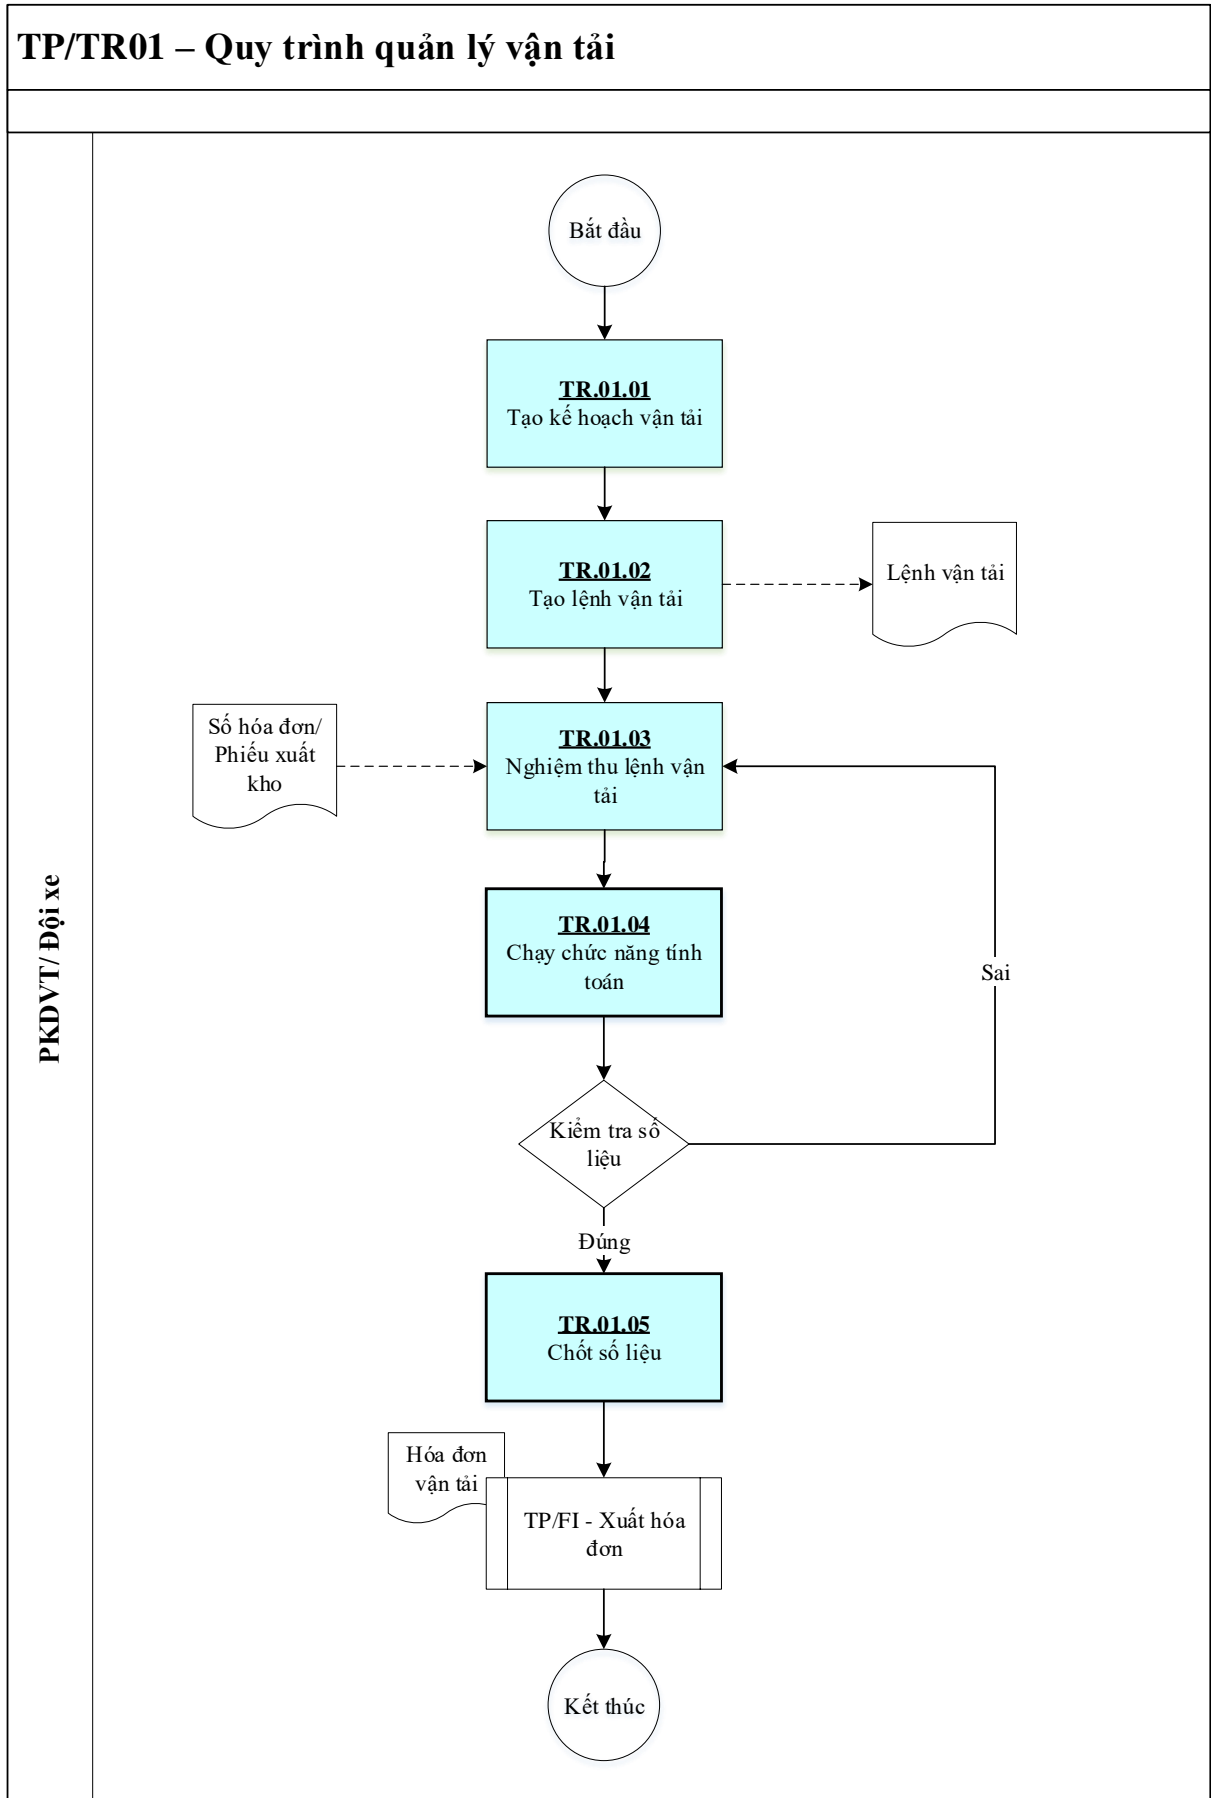 TP/TR01 – Quy trình quản lý vận tải
PKDVT/ Đội xe
Bắt đầu
TR.01.01
Tạo kế hoạch vận tải
TR.01.02
Tạo lệnh vận tải
Lệnh vận tải
Số hóa đơn/
Phiếu xuất
kho
TR.01.03
Nghiệm thu lệnh vận
tải
TR.01.04
Chạy chức năng tính
toán
Sai
Kiểm tra số
liệu
Đúng
TR.01.05
Chốt số liệu
Hóa đơn
vận tải
TP/FI - Xuất hóa
đơn
Kết thúc